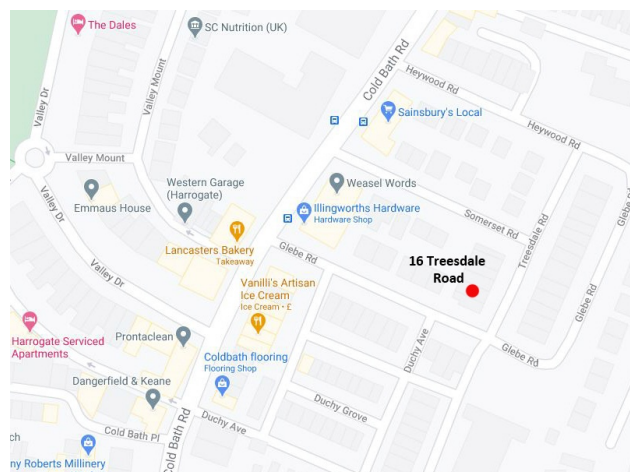 The Dales
SC Nutrition (UK)
Cold Bath Rd
Heywood Rd
Valley Dr
Valley Mount
Sainsbury's Local
Heywood Rd
Valley Mount
Emmaus House
Western Garage
(Harrogate)
Weasel Words
Illingworths Hardware
Hardware Shop
Somerset Rd
Treesdale Rd
Glebe Rd
Lancasters Bakery
Takeaway
Glebe Rd
16 Treesdale
Road
Valley Dr
Vanilli's Artisan
Ice Cream
Ice Cream • £
Glebe Rd
Harrogate Serviced
Apartments
Prontaclean
Duchy Ave
Glebe Rd
Coldbath flooring
Flooring Shop
Dangerfield & Keane
Duchy Grove
Cold Bath Pl
Duchy Ave
Cold Bath Rd
ch
ny Roberts Millinery